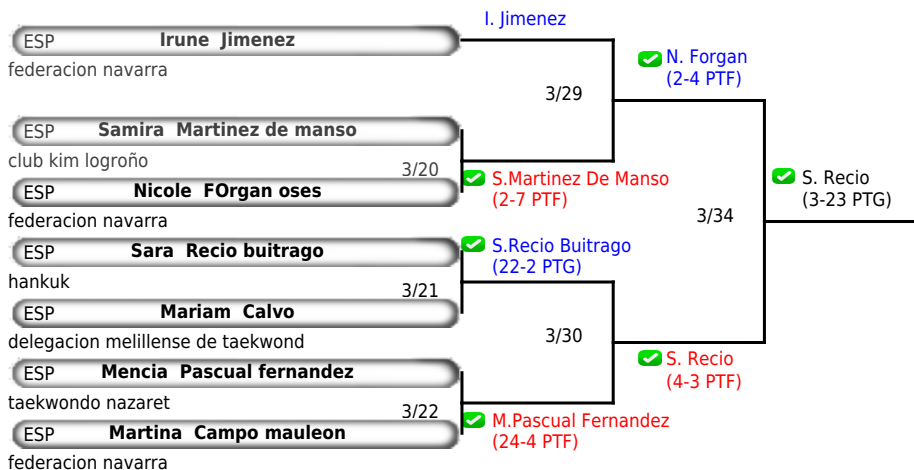 I. Jimenez
ESP Irune Jimenez
federacion navarra
N. Forgan
(2-4 PTF)
3/29
ESP Samira Martinez de manso
club kim logroño
3/20
S.Martinez De Manso
(2-7 PTF)
ESP Nicole FOrgan oses
federacion navarra
S. Recio
(3-23 PTG)
3/34
ESP Sara Recio buitrago
S.Recio Buitrago
(22-2 PTG)
hankuk
3/21
ESP Mariam Calvo
delegacion melillense de taekwond
3/30
ESP Mencia Pascual fernandez
S. Recio
(4-3 PTF)
taekwondo nazaret
3/22
M.Pascual Fernandez
(24-4 PTF)
ESP Martina Campo mauleon
federacion navarra